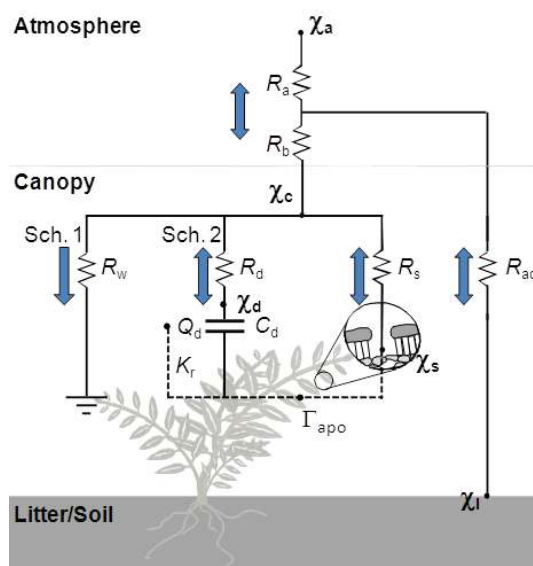 Atmosphere
χa
Ra
Rb
Canopy
χc
Sch. 1
Sch. 2
Rw
Rd
Rs
Rac
χd
Qd
Cd
Kr
χs
Γapo
χl
Litter/Soil